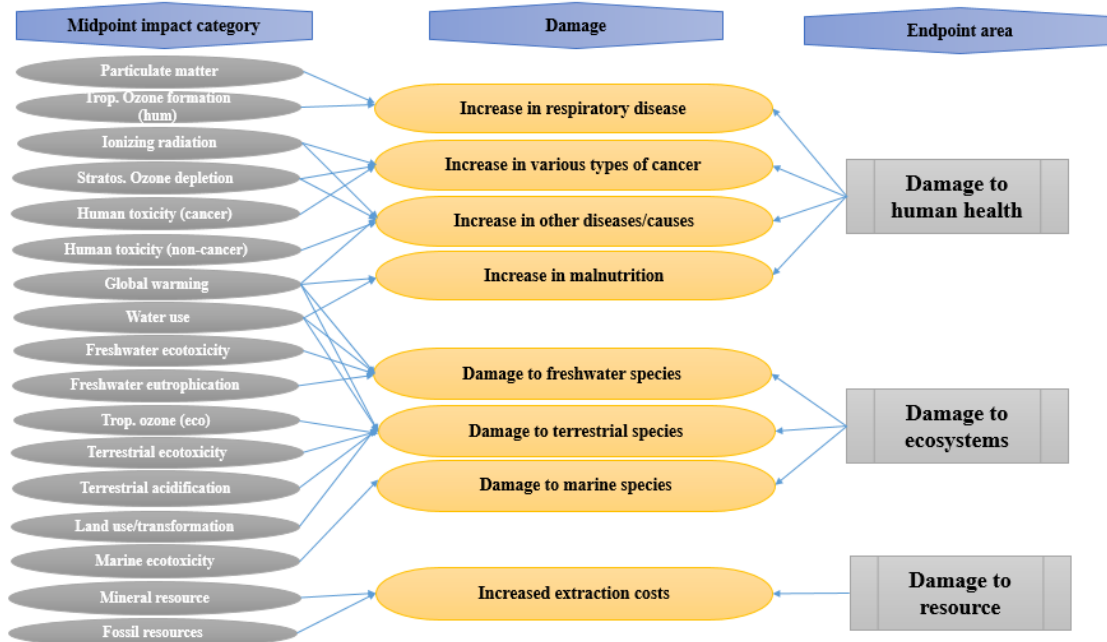 Midpoint impact category
Damage
Endpoint area
Particulate matter
Trop. Ozone formation
(hum)
Ionizing radiation
Stratos. Ozone depletion
Human toxicity (cancer)
Human toxicity (non-cancer)
Global warming
Water use
Freshwater ecotoxicity
Freshwater eutrophication
Trop. ozone (eco)
Terrestrial ecotoxicity
Terrestrial acidification
Land use/transformation
Marine ecotoxicity
Mineral resource
Fossil resources
Increase in respiratory disease
Increase in various types of cancer
Increase in other diseases/causes
Increase in malnutrition
Damage to freshwater species
Damage to terrestrial species
Damage to marine species
Increased extraction costs
Damage to
human health
Damage to
ecosystems
Damage to
resource